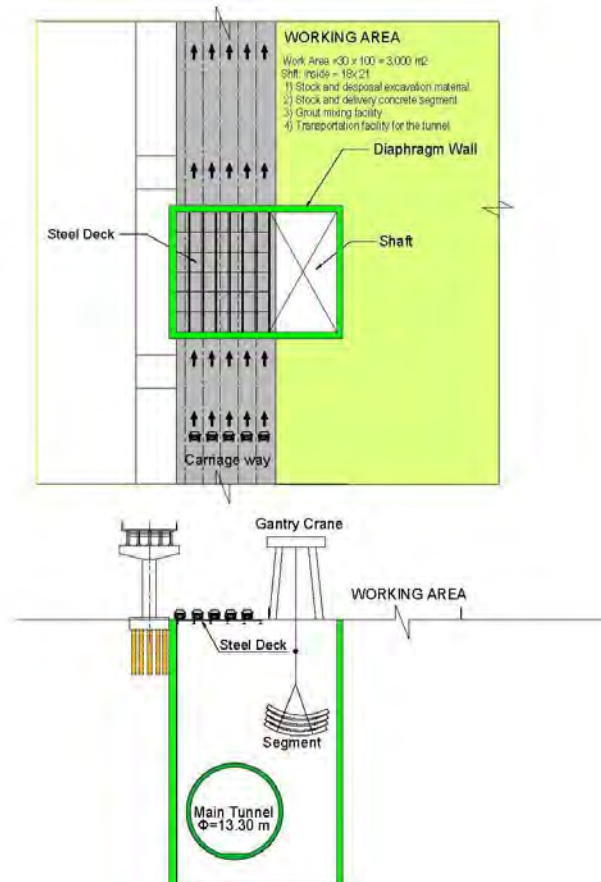 WORKING AREA
Work Area =30 x 100 = 3,000 m2
Shft: inside = 18x 21
1) Stock and desposal excavation material
2) Stock and delivery concrete segment
3) Grout mixing facility
4) Transportation facility for the tunnel
Diaphragm Wall
Steel Deck
Shaft
Carriage way
Gantry Crane
WORKING AREA
Steel Deck
Segment
Main Tunnel
Φ=13.30 m